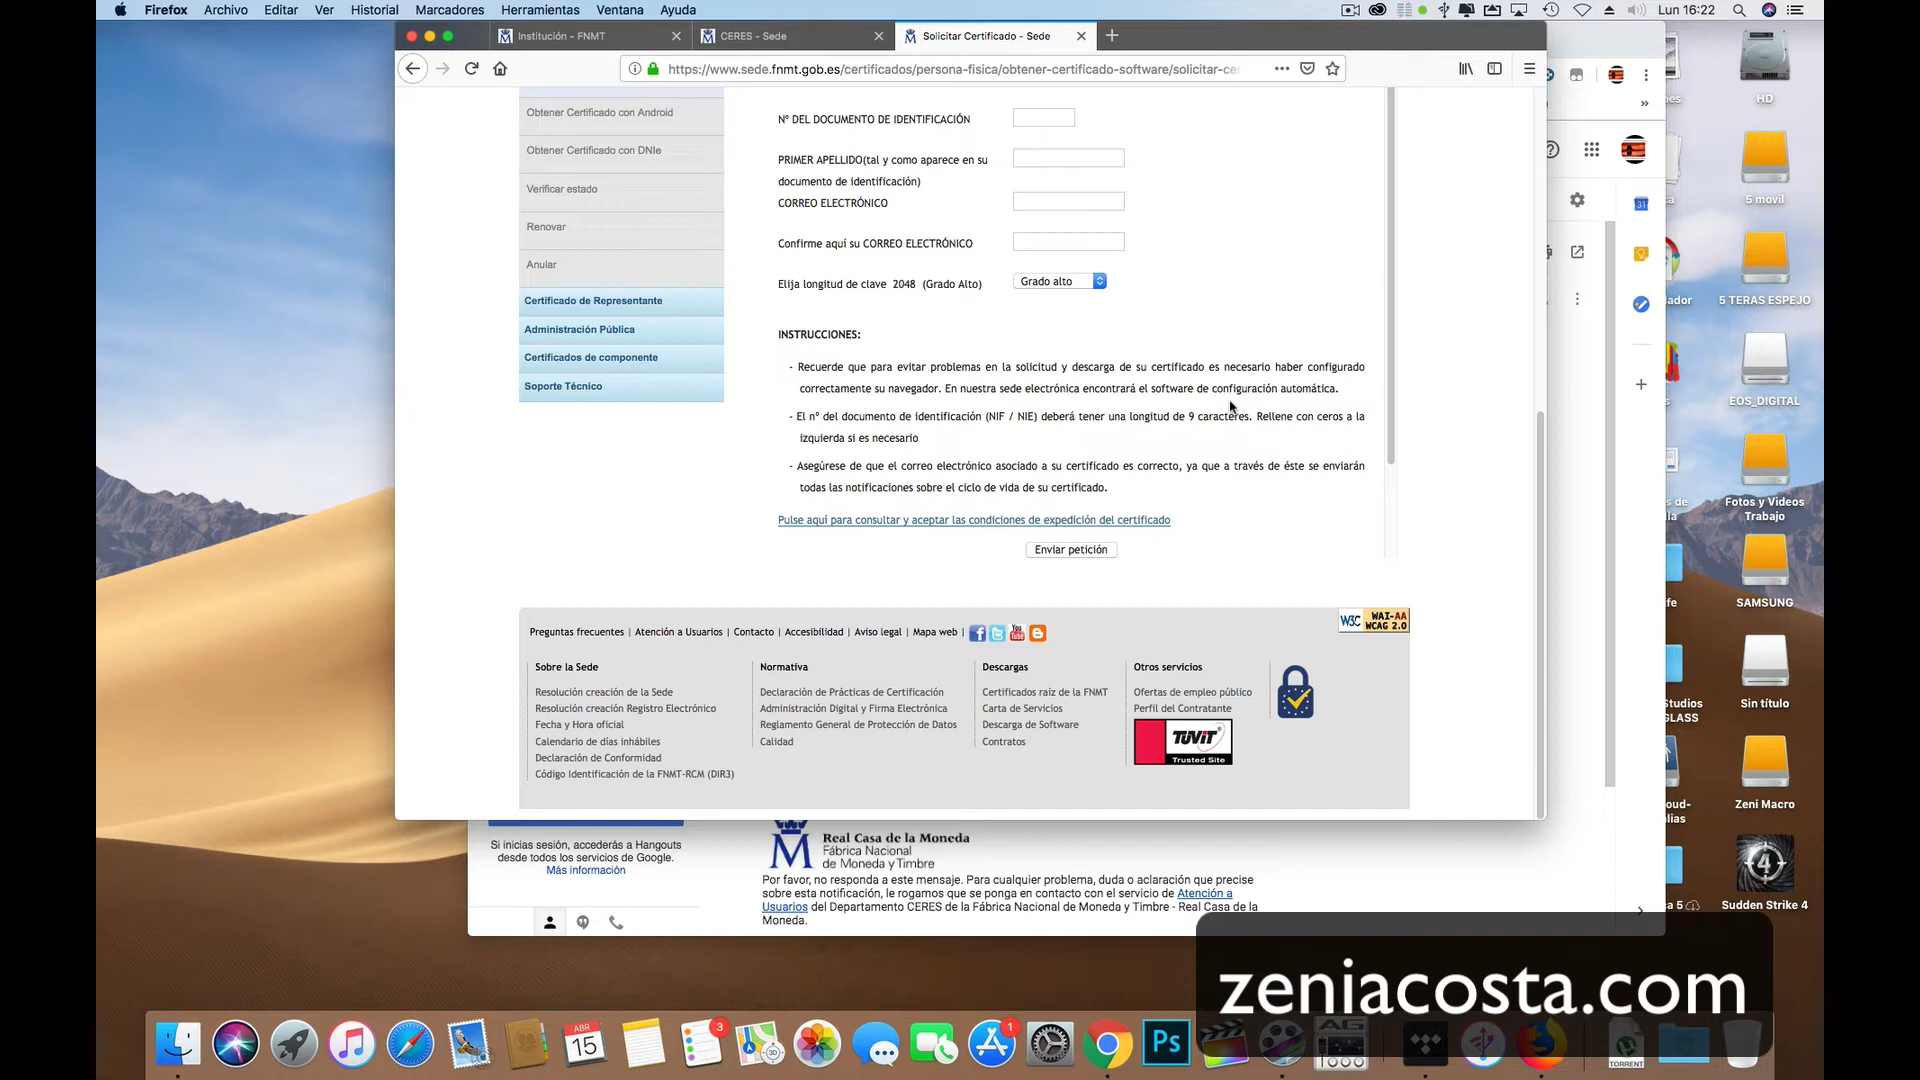 Firefox Archivo Editar Ver Historial Marcadores Herramientas Ventana Ayuda
Lun 16:22
Institución - FNMT
CERES - Sede
Solicitar Certificado - Sede
https://www.sede.fnmt.gob.es/certificados/persona-fisica/obtener-certificado-software/solicitar-ce
Obtener Certificado con Android
Obtener Certificado con DNIe
Verificar estado
Renovar
Anular
Certificado de Representante
Administración Pública
Certificados de componente
Soporte Técnico
Nº DEL DOCUMENTO DE IDENTIFICACIÓN
PRIMER APELLIDO(tal y como aparece en su
documento de identificación)
CORREO ELECTRÓNICO
Confirme aquí su CORREO ELECTRÓNICO
Elija longitud de clave 2048 (Grado Alto)
Grado alto
INSTRUCCIONES:
- Recuerde que para evitar problemas en la solicitud y descarga de su certificado es necesario haber configurado
correctamente su navegador. En nuestra sede electrónica encontrará el software de configuración automática.
- El nº del documento de identificación (NIF / NIE) deberá tener una longitud de 9 caracteres. Rellene con ceros a la
izquierda si es necesario
- Asegúrese de que el correo electrónico asociado a su certificado es correcto, ya que a través de éste se enviarán
todas las notificaciones sobre el ciclo de vida de su certificado.
Pulse aquí para consultar y aceptar las condiciones de expedición del certificado
Enviar petición
Preguntas frecuentes | Atención a Usuarios | Contacto | Accesibilidad | Aviso legal | Mapa web |
W3C WAI-AA
WCAG 2.0
Sobre la Sede
Resolución creación de la Sede
Resolución creación Registro Electrónico
Fecha y Hora oficial
Calendario de días inhábiles
Declaración de Conformidad
Código Identificación de la FNMT-RCM (DIR3)
Normativa
Declaración de Prácticas de Certificación
Administración Digital y Firma Electrónica
Reglamento General de Protección de Datos
Calidad
Descargas
Certificados raíz de la FNMT
Carta de Servicios
Descarga de Software
Contratos
Otros servicios
Ofertas de empleo público
Perfil del Contratante
TÜViT
Trusted Site
Si inicias sesión, accederás a Hangouts
desde todos los servicios de Google.
Más información
Real Casa de la Moneda
Fábrica Nacional
de Moneda y Timbre
Por favor, no responda a este mensaje. Para cualquier problema, duda o aclaración que precise
sobre esta notificación, le rogamos que se ponga en contacto con el servicio de Atención a
Usuarios del Departamento CERES de la Fábrica Nacional de Moneda y Timbre - Real Casa de la
Moneda.
HD
5 movil
5 TERAS ESPEJO
EOS_DIGITAL
Fotos y Videos
Trabajo
SAMSUNG
Sin título
Zeni Macro
Sudden Strike 4
zeniacosta.com
ABR
15
3
1
Ps
TORRENT